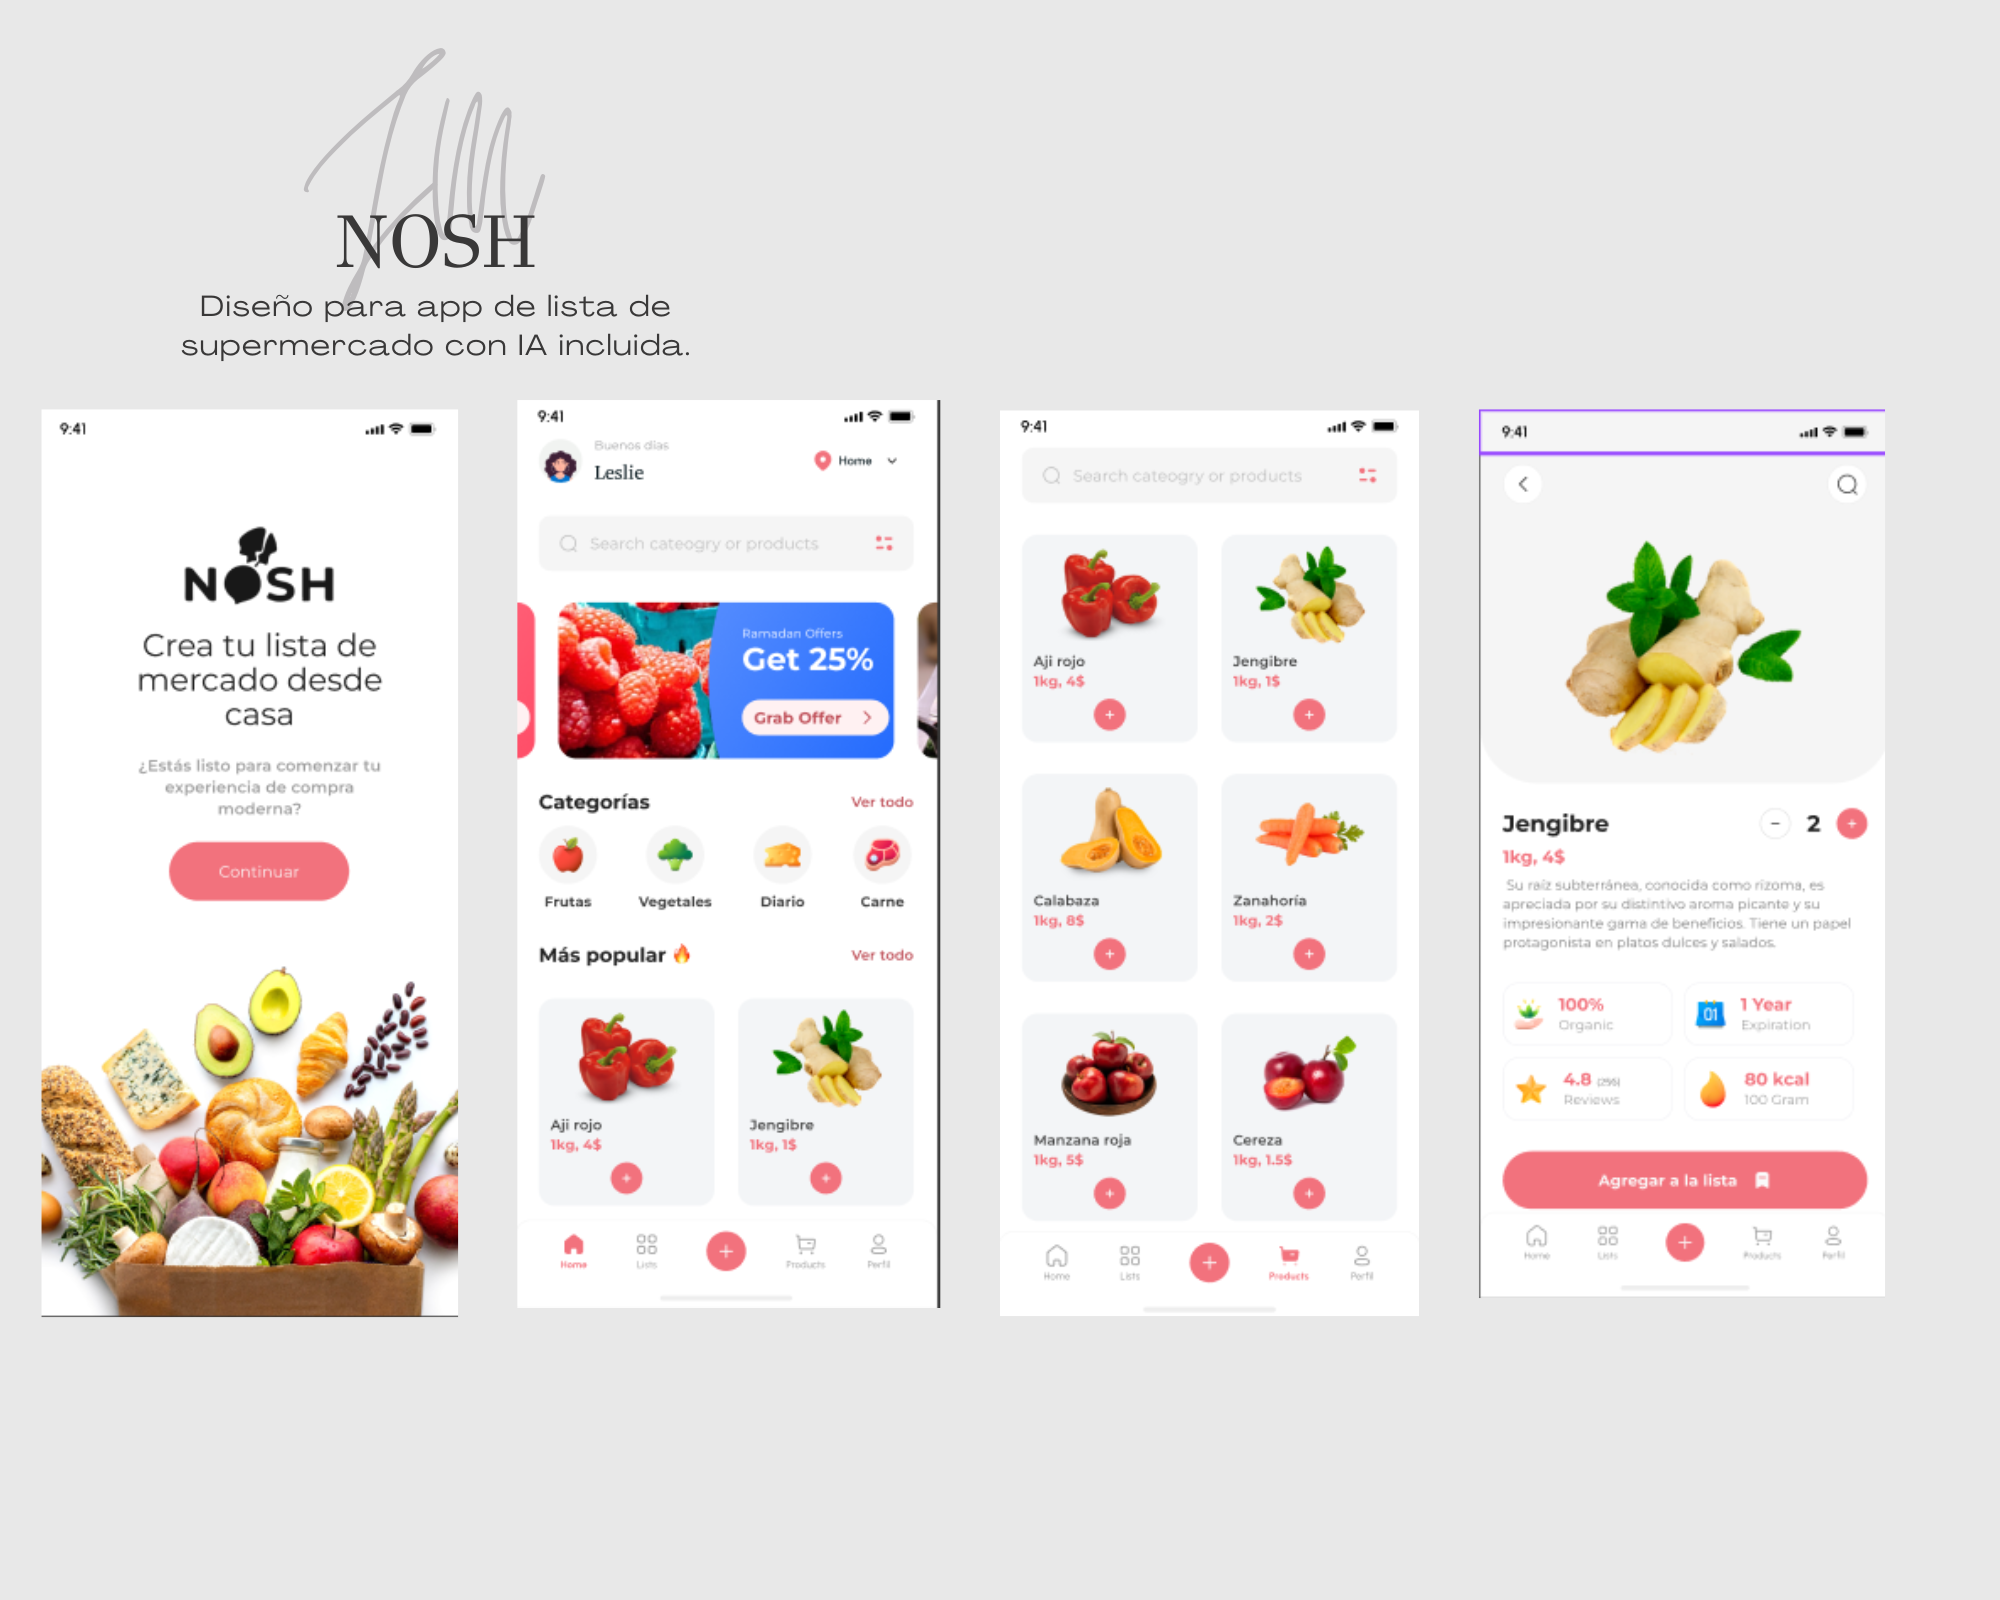 NOSH
Diseño para app de lista de
supermercado con IA incluida.
9:41
NOSH
Crea tu lista de
mercado desde
casa
¿Estás listo para comenzar tu
experiencia de compra
moderna?
Continuar
9:41
Buenos días
Leslie
Home
Search cateogry or products
Ramadan Offers
Get 25%
Grab Offer
Categorías
Ver todo
Frutas
Vegetales
Diario
Carne
Más popular
Ver todo
Aji rojo
1kg, 4$
Jengibre
1kg, 1$
Home
Lists
Products
Perfil
9:41
Search cateogry or products
Aji rojo
1kg, 4$
Jengibre
1kg, 1$
Calabaza
1kg, 8$
Zanahoría
1kg, 2$
Manzana roja
1kg, 5$
Cereza
1kg, 1.5$
Home
Lists
Products
Perfil
9:41
Jengibre
2
1kg, 4$
Su raíz subterránea, conocida como rizoma, es
apreciada por su distintivo aroma picante y su
impresionante gama de beneficios. Tiene un papel
protagonista en platos dulces y salados.
100%
Organic
01
1 Year
Expiration
4.8 (256)
Reviews
80 kcal
100 Gram
Agregar a la lista
Home
Lists
Products
Perfil